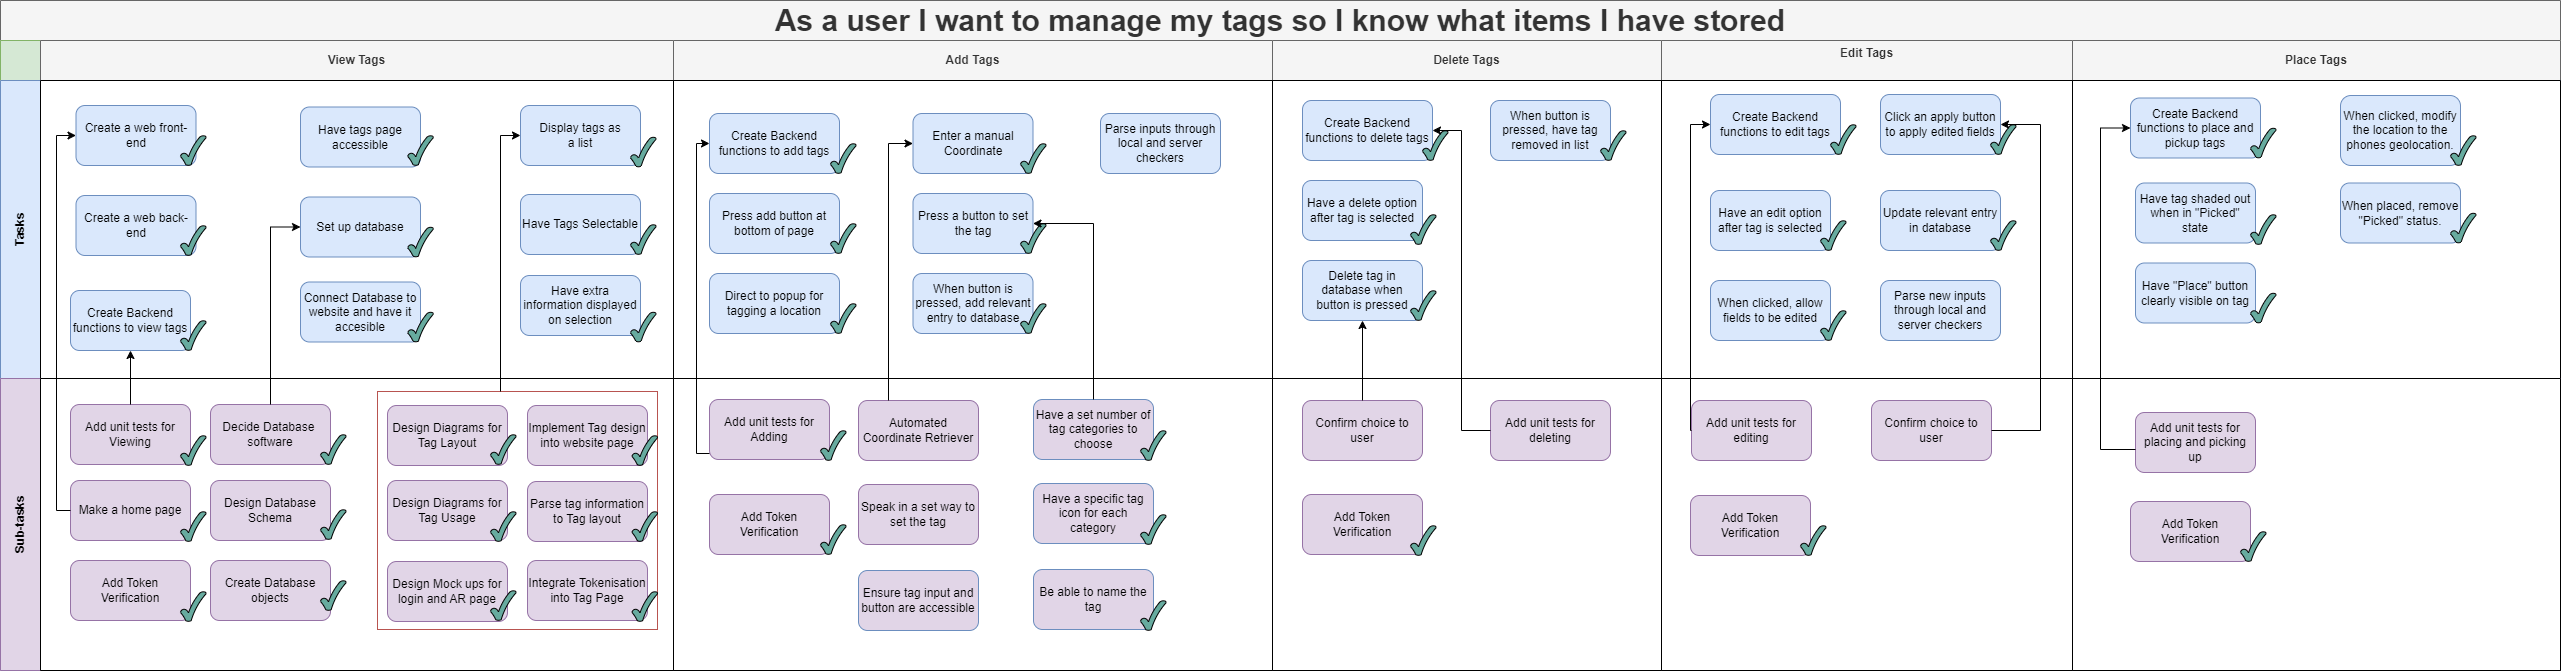 As a user I want to manage my tags so I know what items I have stored
View Tags
Add Tags
Delete Tags
Edit Tags
Place Tags
Tasks
Create a web front-
end
Have tags page
accessible
Display tags as
a list
Create a web back-
end
Set up database
Have Tags Selectable
Create Backend
functions to view tags
Connect Database to
website and have it
accesible
Have extra
information displayed
on selection
Create Backend
functions to add tags
Enter a manual
Coordinate
Parse inputs through
local and server
checkers
Press add button at
bottom of page
Press a button to set
the tag
Direct to popup for
tagging a location
When button is
pressed, add relevant
entry to database
Create Backend
functions to delete tags
When button is
pressed, have tag
removed in list
Have a delete option
after tag is selected
Delete tag in
database when
button is pressed
Create Backend
functions to edit tags
Click an apply button
to apply edited fields
Have an edit option
after tag is selected
Update relevant entry
in database
When clicked, allow
fields to be edited
Parse new inputs
through local and
server checkers
Create Backend
functions to place and
pickup tags
When clicked, modify
the location to the
phones geolocation.
Have tag shaded out
when in "Picked"
state
When placed, remove
"Picked" status.
Have "Place" button
clearly visible on tag
Sub-tasks
Add unit tests for
Viewing
Decide Database
software
Design Diagrams for
Tag Layout
Implement Tag design
into website page
Make a home page
Design Database
Schema
Design Diagrams for
Tag Usage
Parse tag information
to Tag layout
Add Token
Verification
Create Database
objects
Design Mock ups for
login and AR page
Integrate Tokenisation
into Tag Page
Add unit tests for
Adding
Automated
Coordinate Retriever
Have a set number of
tag categories to
choose
Add Token
Verification
Speak in a set way to
set the tag
Have a specific tag
icon for each
category
Ensure tag input and
button are accessible
Be able to name the
tag
Confirm choice to
user
Add unit tests for
deleting
Add Token
Verification
Add unit tests for
editing
Confirm choice to
user
Add Token
Verification
Add unit tests for
placing and picking
up
Add Token
Verification